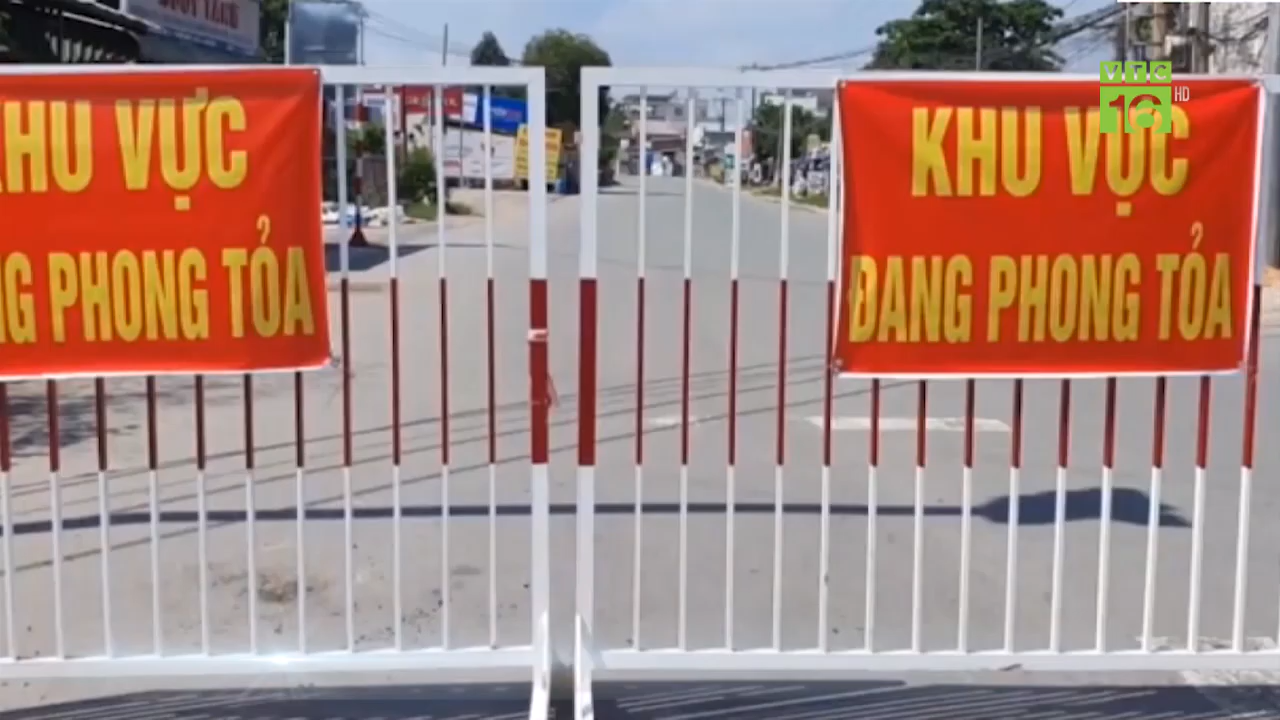 KHU VỰC
NG PHONG TỎA
KHU VỰC
ĐANG PHONG TỎA
VTC
16 HD